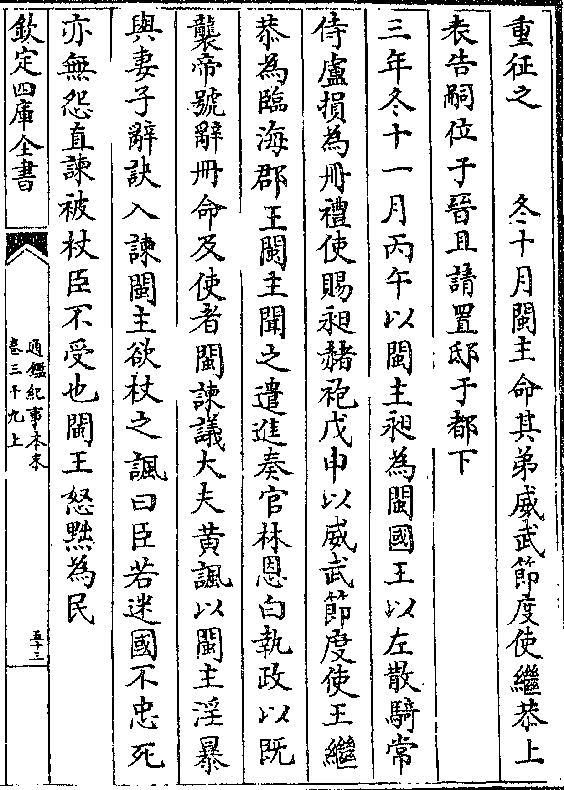 重征之　　冬十月閩主命其弟威武節度使繼恭上
表告嗣位于晉且請置邸于都下
三年冬十一月丙午以閩主昶為閩國王以左散騎常
侍盧損為冊禮使賜昶赭袍戊申以威武節度使王繼
恭為臨海郡王閩主聞之遣進奏官林恩白執政以既
襲帝號辭冊命及使者閩諫議大夫黄諷以閩主淫暴
與妻子辭訣入諫閩主欲杖之諷曰臣若迷國不忠死
亦無怨直諫被杖臣不受也閩王怒黜為民
欽定四庫全書
通鑑紀事本末
卷三十九上
五十三